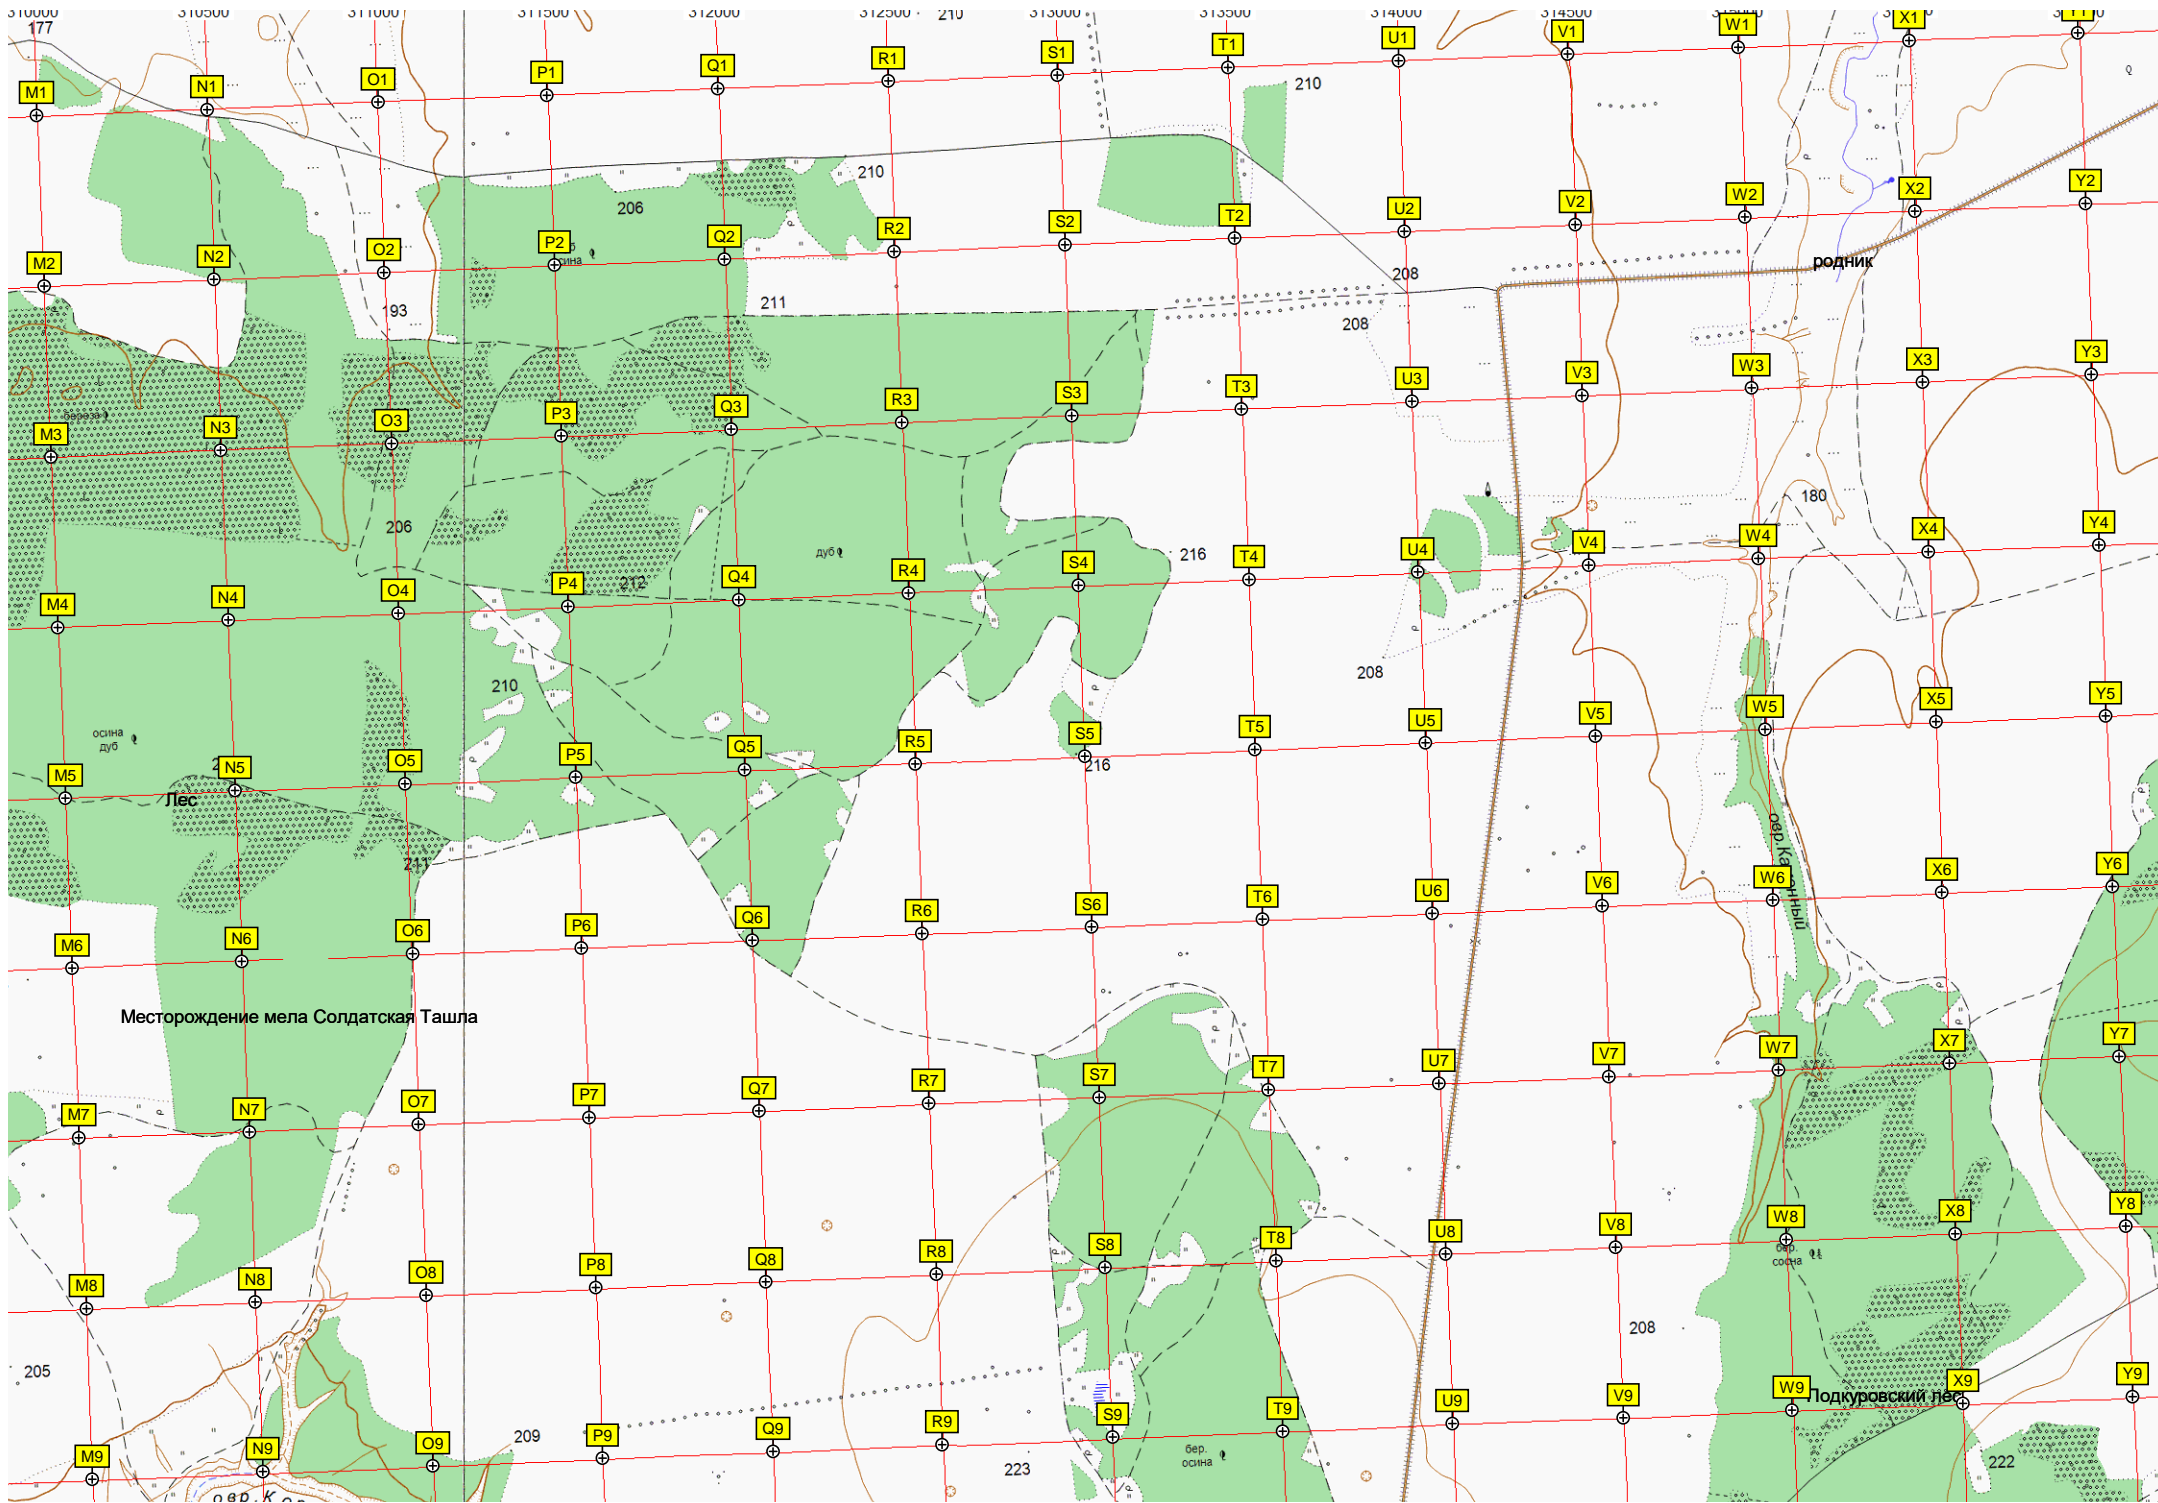 310000 310500 311000 311500 312000 312500 210 313000 313500 314000 314500
177
M1 N1 O1 P1 Q1 R1 S1 T1 U1 V1 W1 X1 Y1
210
210
206
M2 N2 O2 P2 Q2 R2 S2 T2 U2 V2 W2 X2 Y2
родник
208
193
211
208
M3 N3 O3 P3 Q3 R3 S3 T3 U3 V3 W3 X3 Y3
береза
180
206
дуб
216
212
M4 N4 O4 P4 Q4 R4 S4 T4 U4 V4 W4 X4 Y4
208
210
осина
дуб
M5 N5 O5 P5 Q5 R5 S5 T5 U5 V5 W5 X5 Y5
216
Лес
211
M6 N6 O6 P6 Q6 R6 S6 T6 U6 V6 W6 X6 Y6
Месторождение мела Солдатская Ташла
M7 N7 O7 P7 Q7 R7 S7 T7 U7 V7 W7 X7 Y7
M8 N8 O8 P8 Q8 R8 S8 T8 U8 V8 W8 X8 Y8
бер.
сосна
208
205
Подкуровский лес
M9 N9 O9 P9 Q9 R9 S9 T9 U9 V9 W9 X9 Y9
209
бер.
осина
223
222